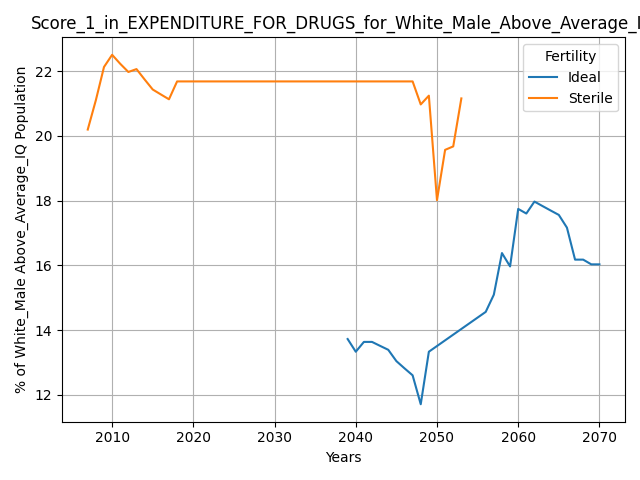 Score_1_in_EXPENDITURE_FOR_DRUGS_for_White_Male_Above_Average_I
Fertility
Ideal
Sterile
% of White_Male Above_Average_IQ Population
22
20
18
16
14
12
2010 2020 2030 2040 2050 2060 2070
Years